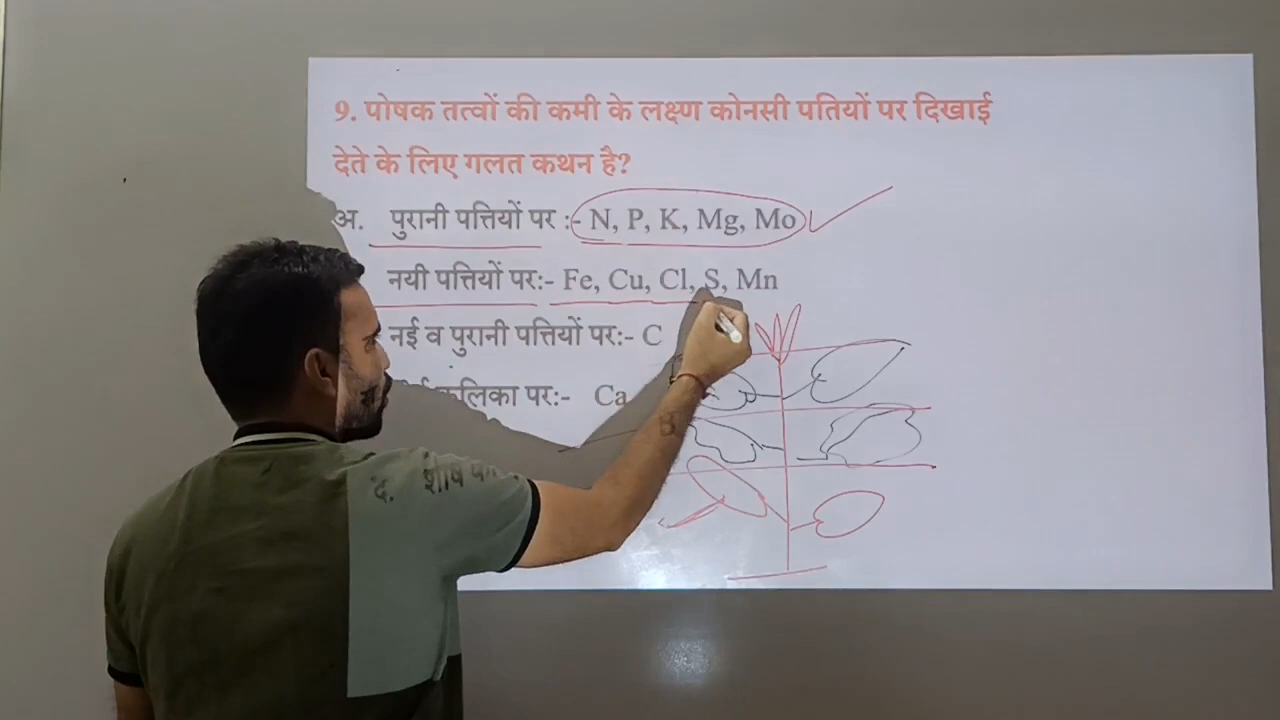 9. पोषक तत्वों की कमी के लक्ष्ण कोनसी पतियों पर दिखाई
देते के लिए गलत कथन है?
अ. पुरानी पत्तियों पर :- N, P, K, Mg, Mo
नयी पत्तियों पर:- Fe, Cu, Cl, S, Mn
नई व पुरानी पत्तियों पर:- C
कलिका पर:- Ca
द. शीर्ष